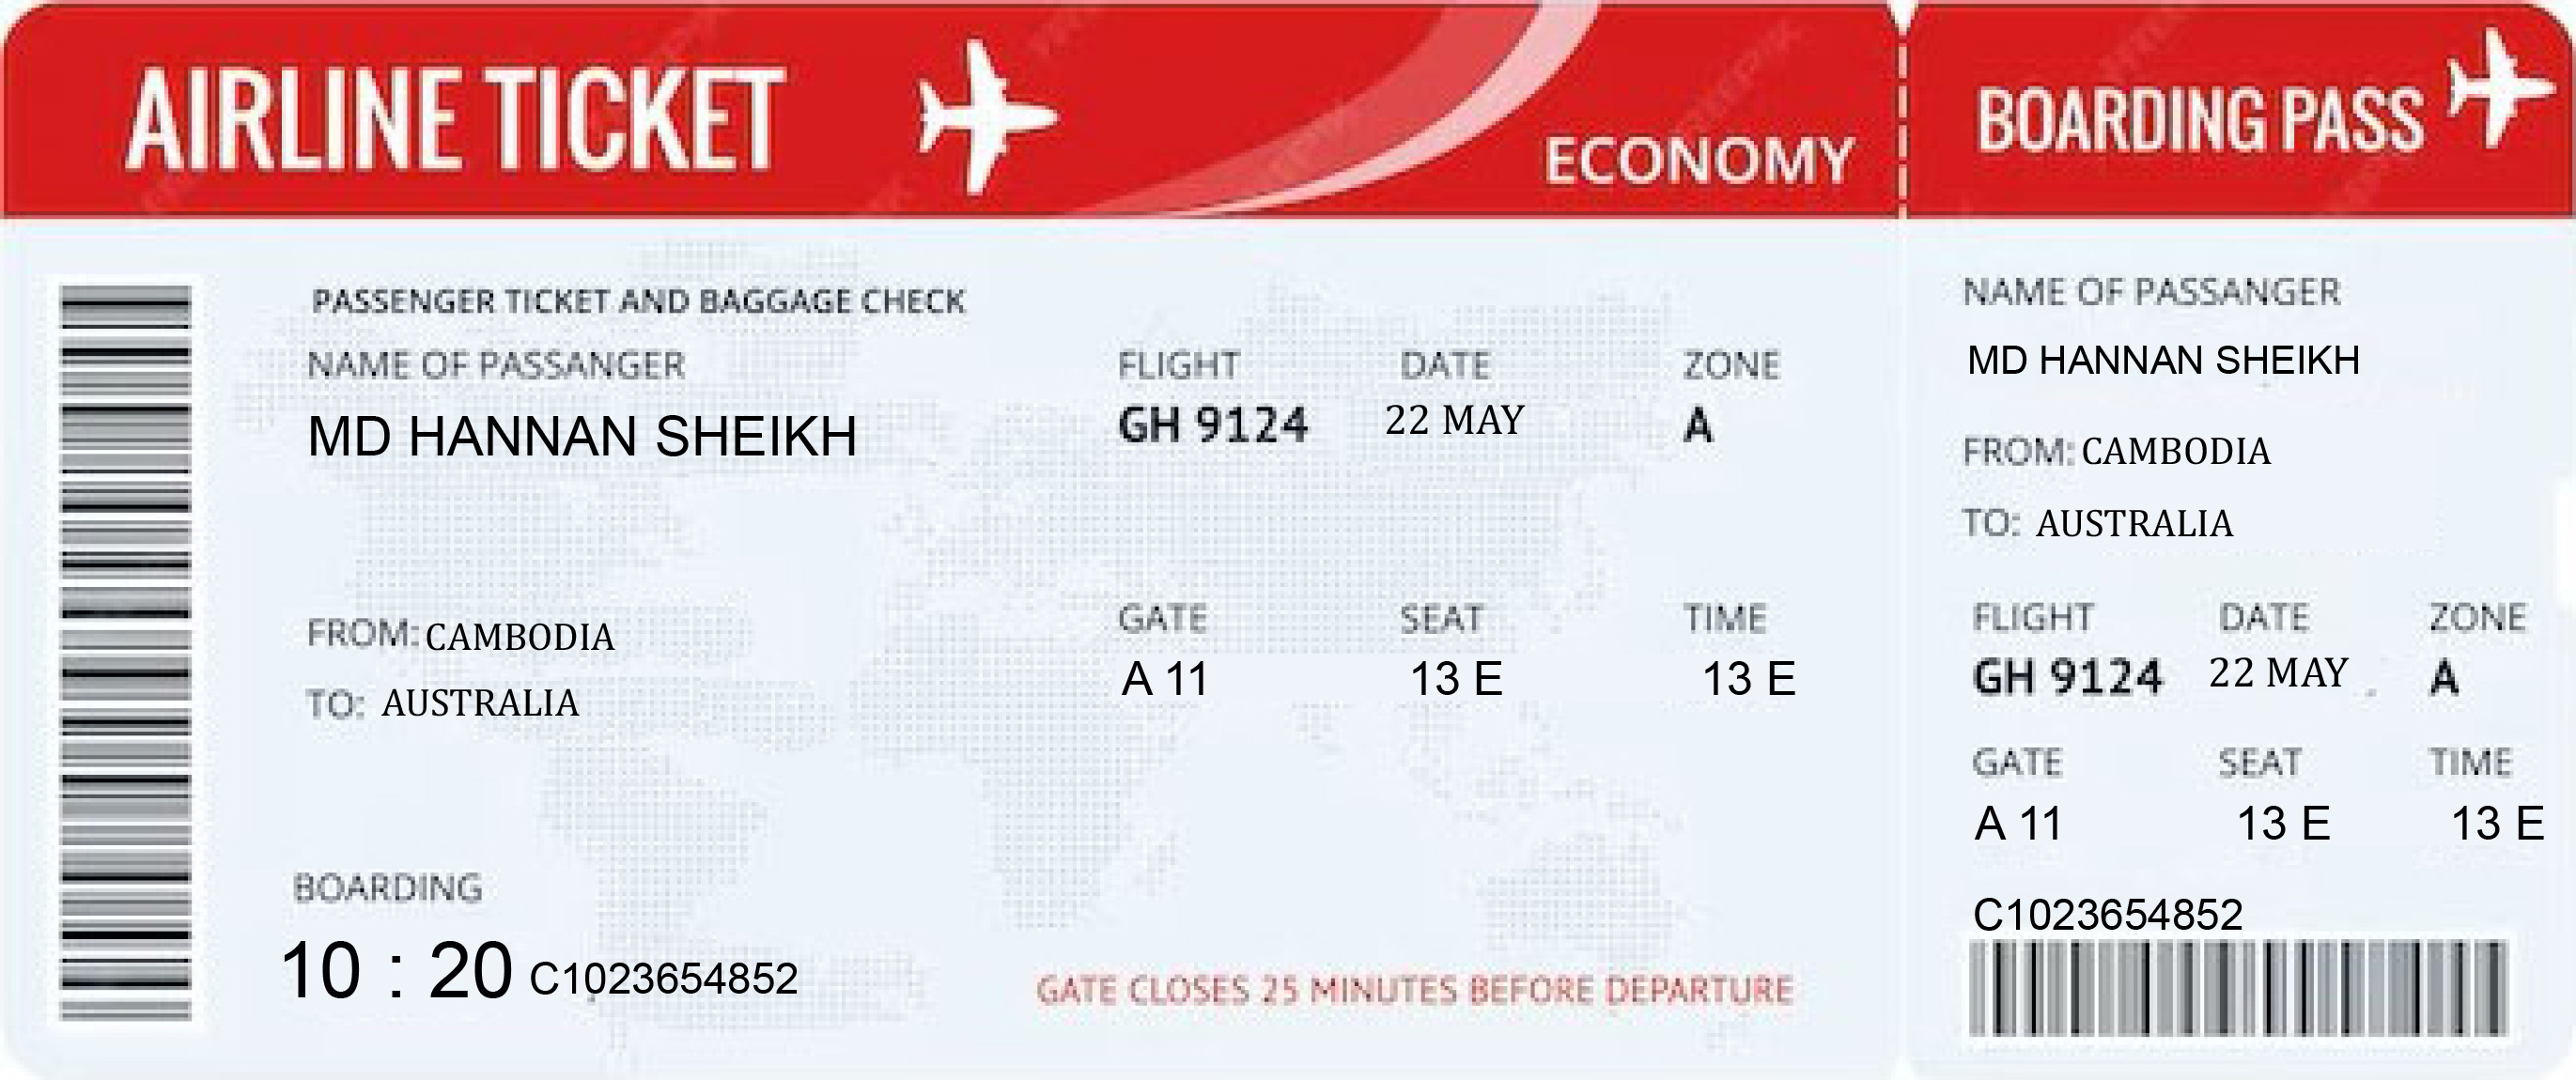 AIRLINE TICKET
ECONOMY
PASSENGER TICKET AND BAGGAGE CHECK
NAME OF PASSANGER
MD HANNAN SHEIKH
FLIGHT DATE ZONE
GH 9124 22 MAY A
FROM: CAMBODIA
TO: AUSTRALIA
GATE SEAT TIME
A 11 13 E 13 E
BOARDING
10 : 20 C1023654852
GATE CLOSES 25 MINUTES BEFORE DEPARTURE
BOARDING PASS
NAME OF PASSANGER
MD HANNAN SHEIKH
FROM: CAMBODIA
TO: AUSTRALIA
FLIGHT DATE ZONE
GH 9124 22 MAY A
GATE SEAT TIME
A 11 13 E 13 E
C1023654852